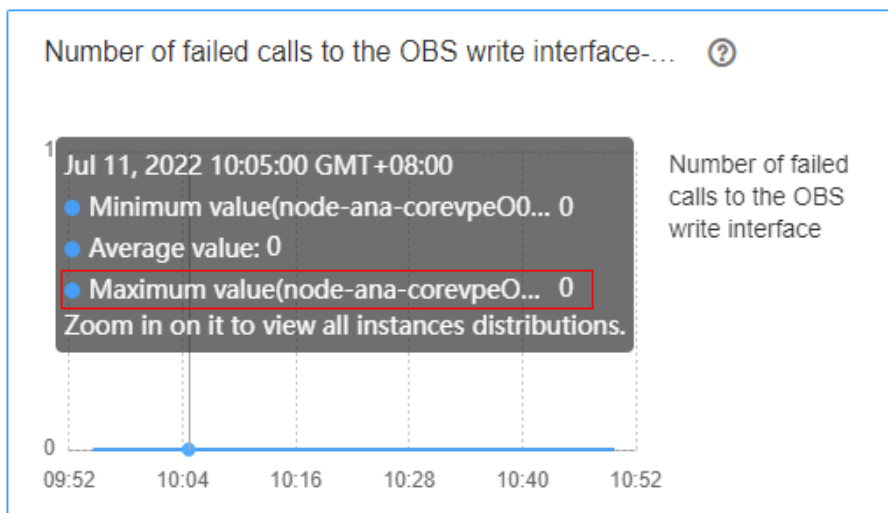 Number of failed calls to the OBS write interface-...
1
Jul 11, 2022 10:05:00 GMT+08:00
Minimum value(node-ana-corevpeO0... 0
Average value: 0
Maximum value(node-ana-corevpeO... 0
Zoom in on it to view all instances distributions.
Number of failed
calls to the OBS
write interface
0
09:52 10:04 10:16 10:28 10:40 10:52